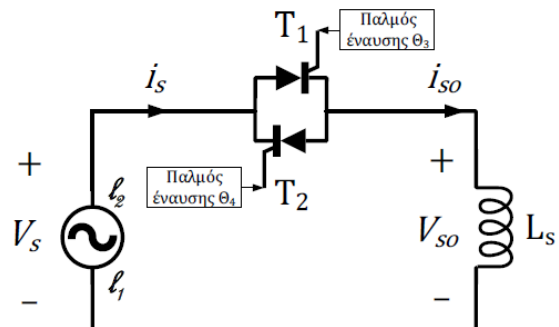 T1
Παλμός
έναυσης Θ3
is
iso
Παλμός
έναυσης Θ4
T2
+
+
ℓ2
Vs
Vso
Ls
ℓ1
–
–